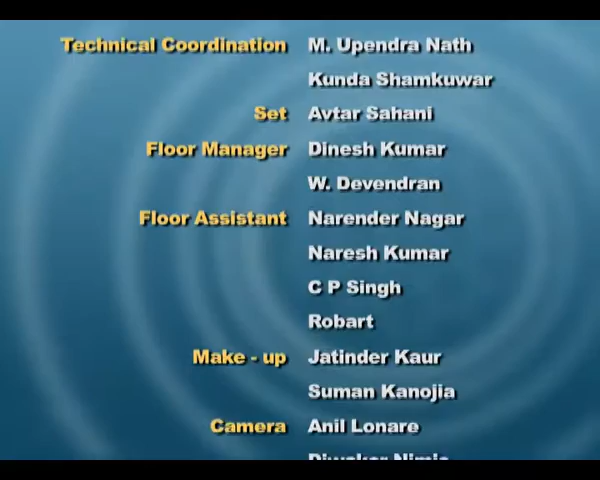 Technical Coordination M. Upendra Nath
Kunda Shamkuwar
Set Avtar Sahani
Floor Manager Dinesh Kumar
W. Devendran
Floor Assistant Narender Nagar
Naresh Kumar
C P Singh
Robart
Make - up Jatinder Kaur
Suman Kanojia
Camera Anil Lonare